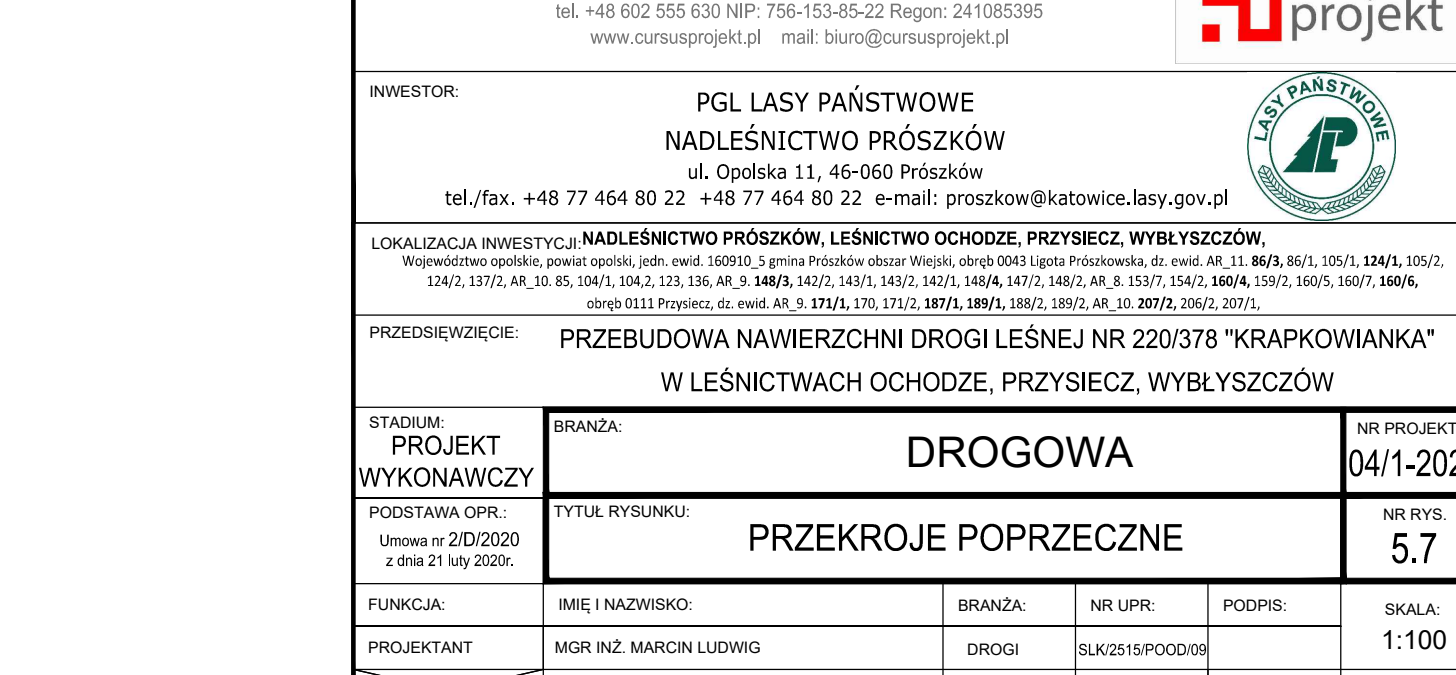 tel. +48 602 555 630 NIP: 756-153-85-22 Regon: 241085395
www.cursusprojekt.pl mail: biuro@cursusprojekt.pl
projekt
INWESTOR:
PGL LASY PAŃSTWOWE
NADLEŚNICTWO PRÓSZKÓW
ul. Opolska 11, 46-060 Prószków
tel./fax. +48 77 464 80 22 +48 77 464 80 22 e-mail: proszkow@katowice.lasy.gov.pl
LASY PAŃSTWOWE
LOKALIZACJA INWESTYCJI: NADLEŚNICTWO PRÓSZKÓW, LEŚNICTWO OCHODZE, PRZYSIECZ, WYBŁYSZCZÓW,
Województwo opolskie, powiat opolski, jedn. ewid. 160910_5 gmina Prószków obszar Wiejski, obręb 0043 Ligota Prószkowska, dz. ewid. AR_11. 86/3, 86/1, 105/1, 124/1, 105/2,
124/2, 137/2, AR_10. 85, 104/1, 104,2, 123, 136, AR_9. 148/3, 142/2, 143/1, 143/2, 142/1, 148/4, 147/2, 148/2, AR_8. 153/7, 154/2, 160/4, 159/2, 160/5, 160/7, 160/6,
obręb 0111 Przysiecz, dz. ewid. AR_9. 171/1, 170, 171/2, 187/1, 189/1, 188/2, 189/2, AR_10. 207/2, 206/2, 207/1,
PRZEDSIĘWZIĘCIE:
PRZEBUDOWA NAWIERZCHNI DROGI LEŚNEJ NR 220/378 "KRAPKOWIANKA"
W LEŚNICTWACH OCHODZE, PRZYSIECZ, WYBŁYSZCZÓW
STADIUM:
PROJEKT
WYKONAWCZY
BRANŻA:
DROGOWA
NR PROJEKT
04/1-202
PODSTAWA OPR.:
Umowa nr 2/D/2020
z dnia 21 luty 2020r.
TYTUŁ RYSUNKU:
PRZEKROJE POPRZECZNE
NR RYS.
5.7
FUNKCJA:
IMIĘ I NAZWISKO:
BRANŻA:
NR UPR:
PODPIS:
SKALA:
1:100
PROJEKTANT
MGR INŻ. MARCIN LUDWIG
DROGI
SLK/2515/POOD/09